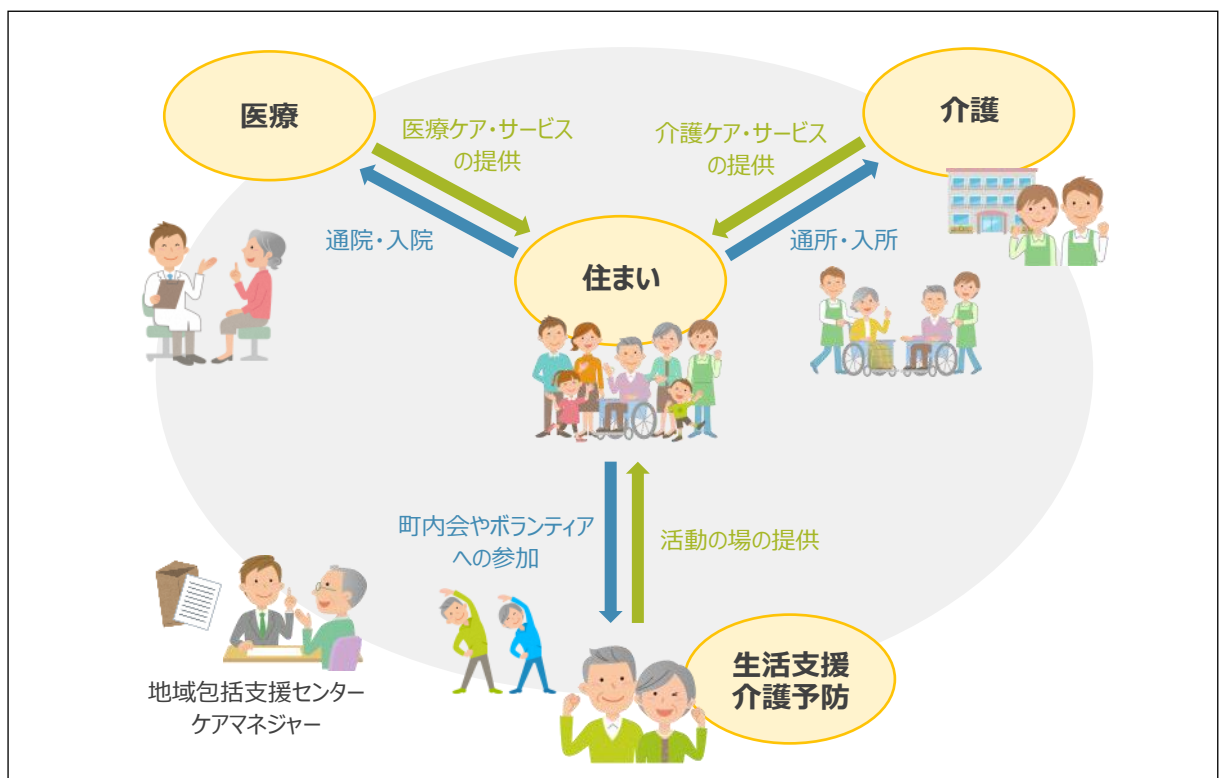 医療
介護
医療ケア・サービス
の提供
介護ケア・サービス
の提供
通院・入院
通所・入所
住まい
町内会やボランティア
への参加
活動の場の提供
生活支援
介護予防
地域包括支援センター
ケアマネジャー